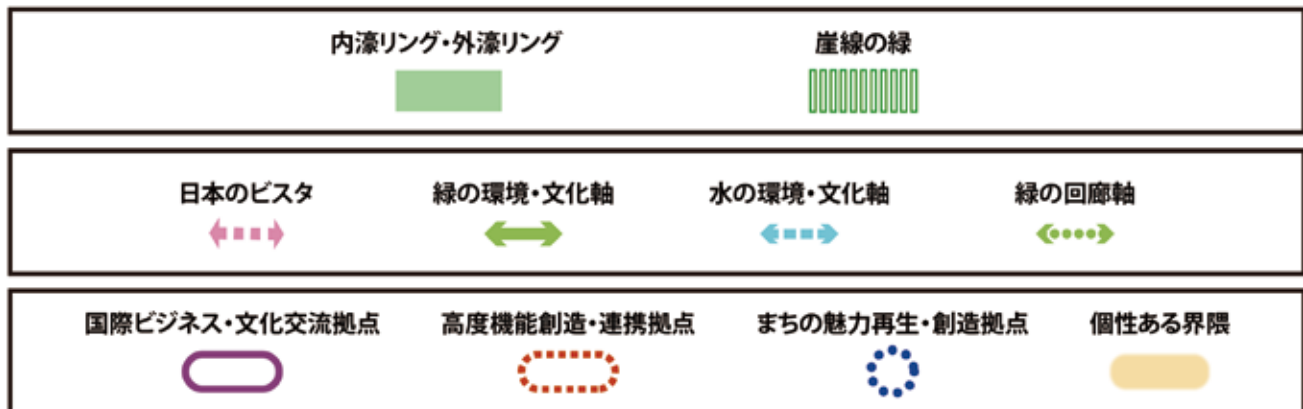 内濠リング・外濠リング 崖線の緑
日本のビスタ 緑の環境・文化軸 水の環境・文化軸 緑の回廊軸
国際ビジネス・文化交流拠点 高度機能創造・連携拠点 まちの魅力再生・創造拠点 個性ある界隈